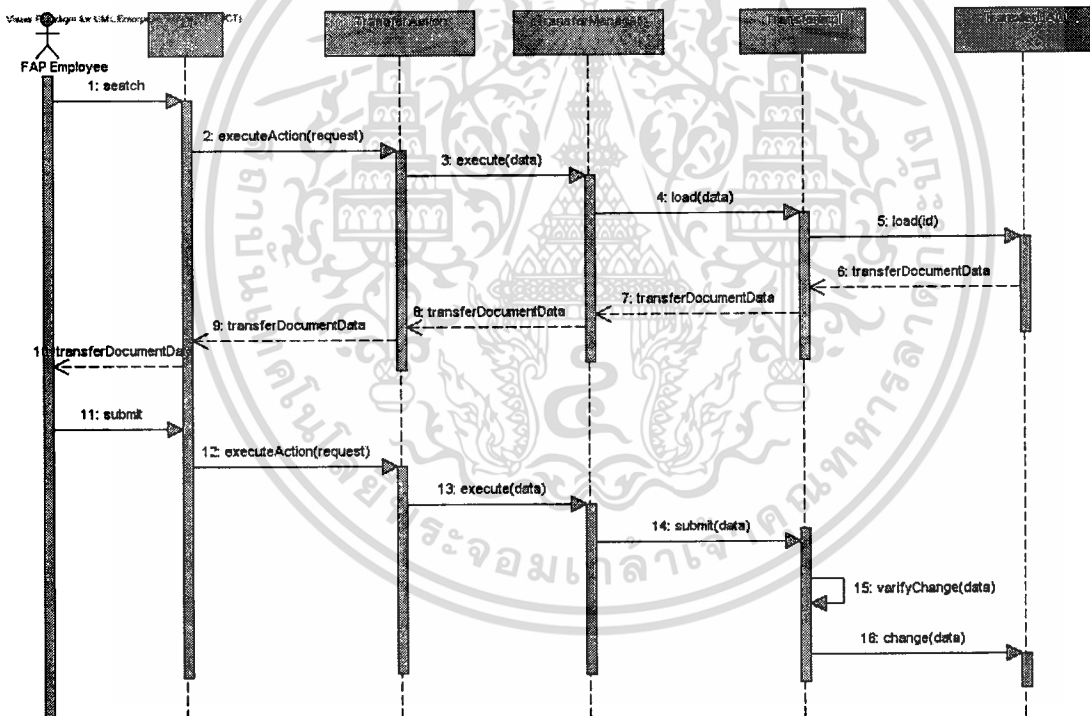 FAP Employee
1: seatch
2: executeAction(request)
3: execute(data)
4: load(data)
5: load(id)
6: transferDocumentData
7: transferDocumentData
8: transferDocumentData
9: transferDocumentData
transferDocumentData
11: submit
12: executeAction(request)
13: execute(data)
14: submit(data)
15: varifyChange(data)
16: change(data)